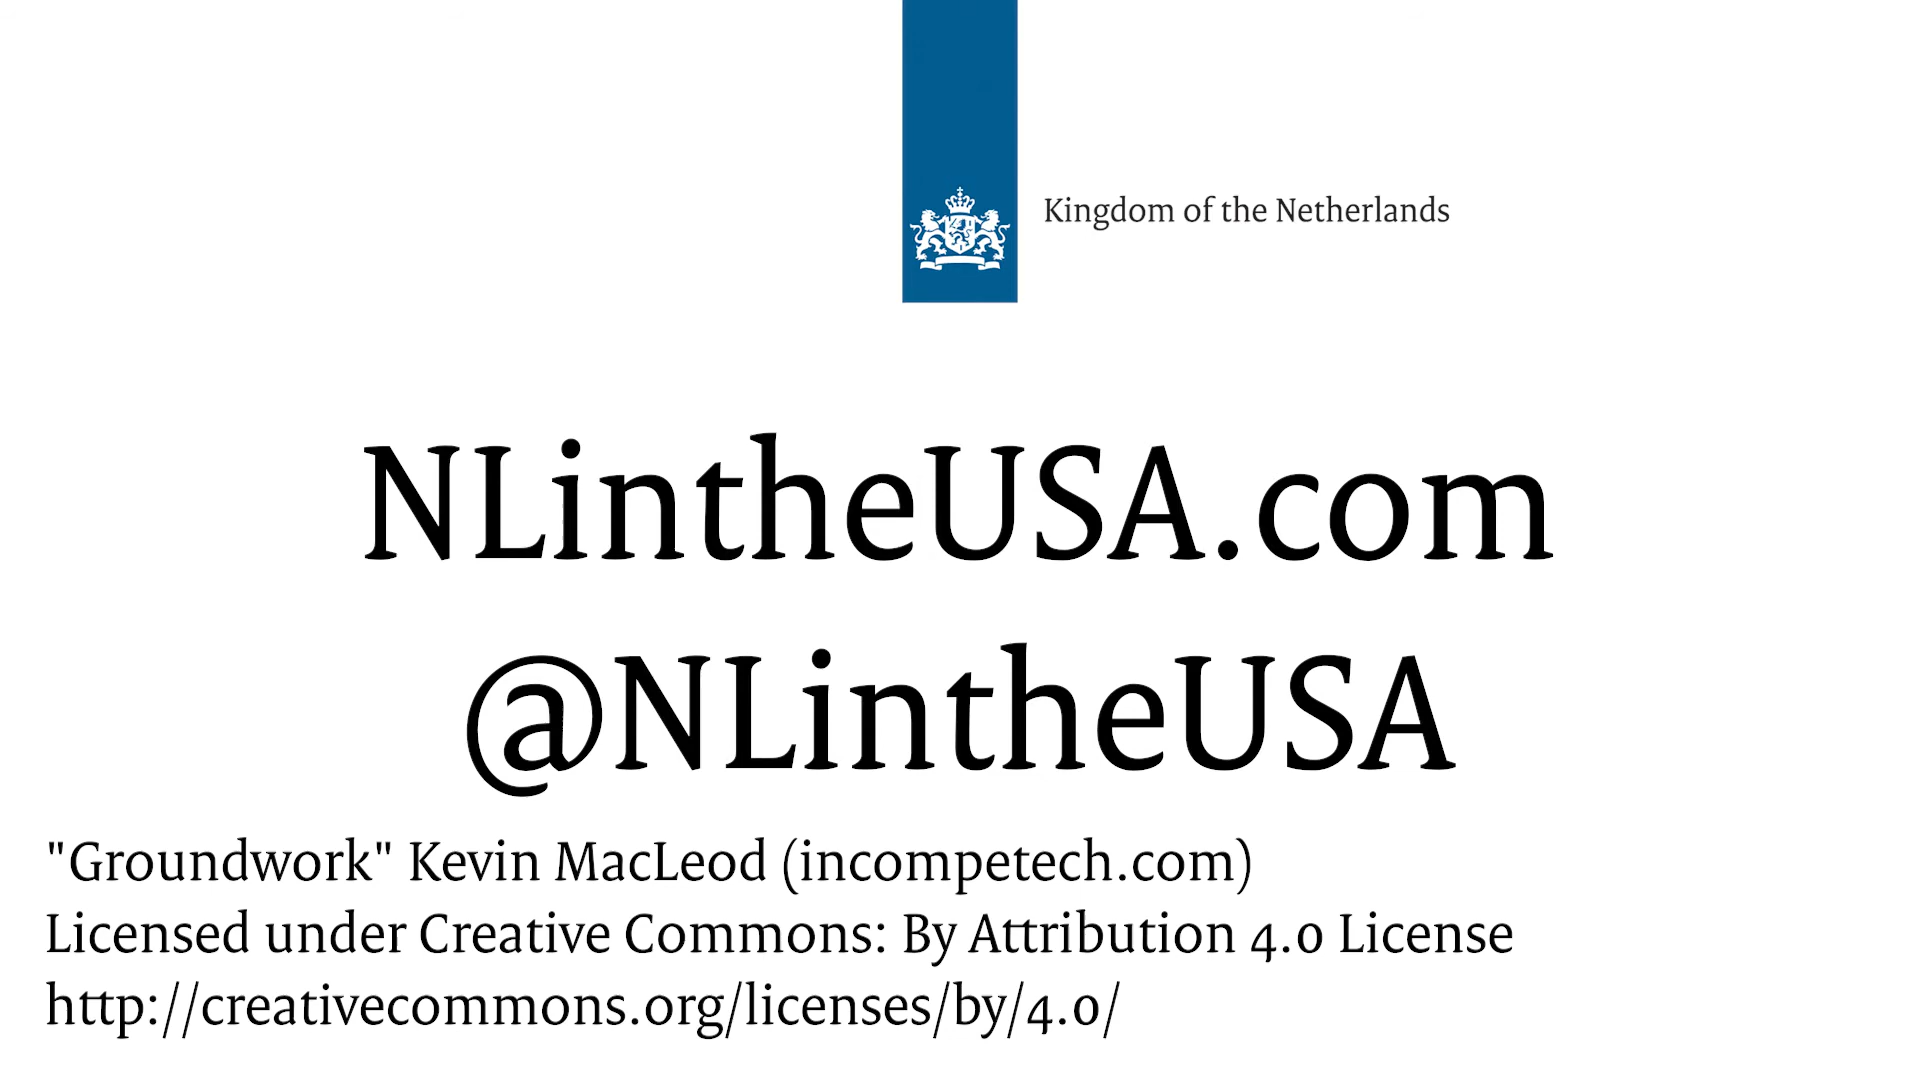 Kingdom of the Netherlands
NLintheUSA.com
@NLintheUSA
"Groundwork" Kevin MacLeod (incompetech.com)
Licensed under Creative Commons: By Attribution 4.0 License
http://creativecommons.org/licenses/by/4.0/